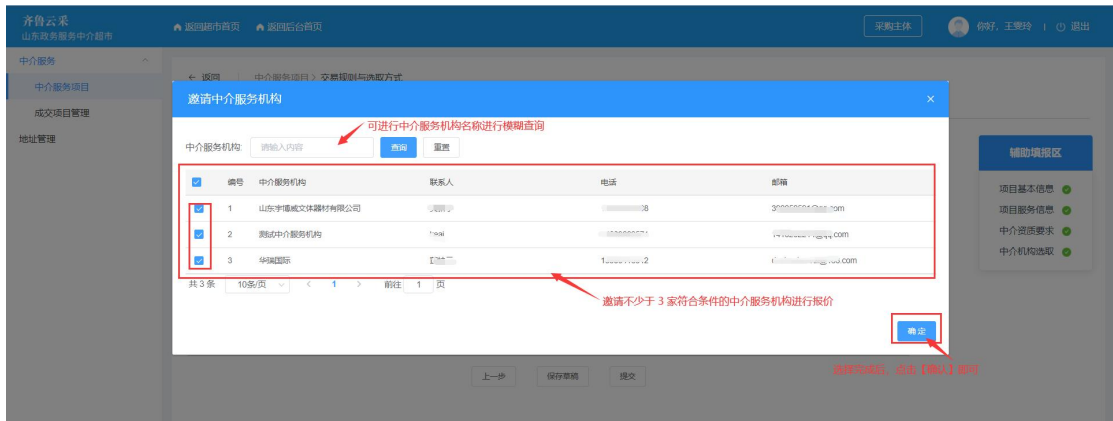 齐鲁云采
山东政务服务中介超市
返回超市首页 返回后台首页
采购主体
你好, 王雯玲 | 退出
中介服务
中介服务项目
成交项目管理
地址管理
← 返回 | 中介服务项目 > 交易规则与选取方式
邀请中介服务机构 ×
可进行中介服务机构名称进行模糊查询
中介服务机构: 请输入内容 查询 重置
编号 中介服务机构 联系人 电话 邮箱
1 山东宇博威文体器材有限公司
2 测试中介服务机构
3 华瑞国际
共 3 条 10条/页 < 1 > 前往 1 页
邀请不少于 3 家符合条件的中介服务机构进行报价
确定
选择完成后，点击【确认】即可
上一步 保存草稿 提交
辅助填报区
项目基本信息
项目服务信息
中介资质要求
中介机构选取